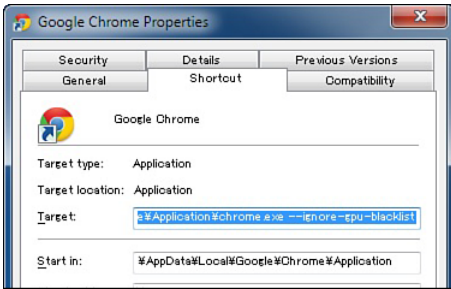 Google Chrome Properties
Security Details Previous Versions
General Shortcut Compatibility
Google Chrome
Target type: Application
Target location: Application
Target: e¥Application¥chrome.exe --ignore-gpu-blacklist
Start in: ¥AppData¥Local¥Google¥Chrome¥Application